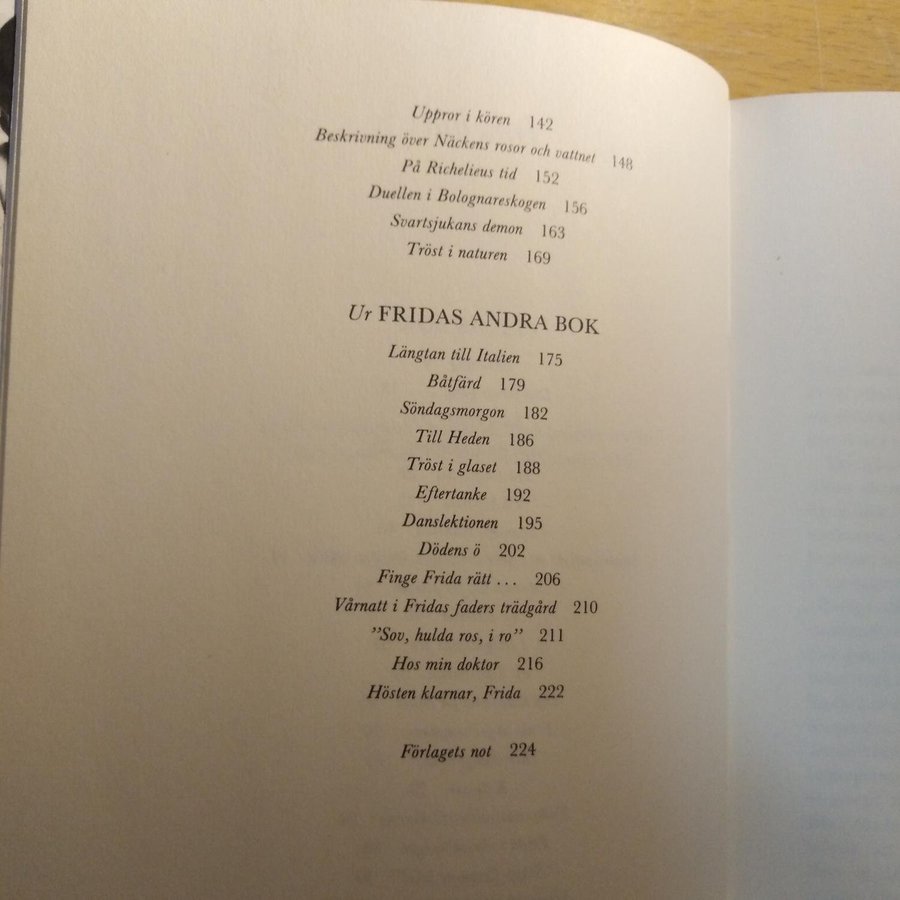 Uppror i kören 142
Beskrivning över Näckens rosor och vattnet 148
På Richelieus tid 152
Duellen i Bolognareskogen 156
Svartsjukans demon 163
Tröst i naturen 169
Ur FRIDAS ANDRA BOK
Längtan till Italien 175
Båtfärd 179
Söndagsmorgon 182
Till Heden 186
Tröst i glaset 188
Eftertanke 192
Danslektionen 195
Dödens ö 202
Finge Frida rätt ... 206
Vårnatt i Fridas faders trädgård 210
”Sov, hulda ros, i ro” 211
Hos min doktor 216
Hösten klarnar, Frida 222
Förlagets not 224